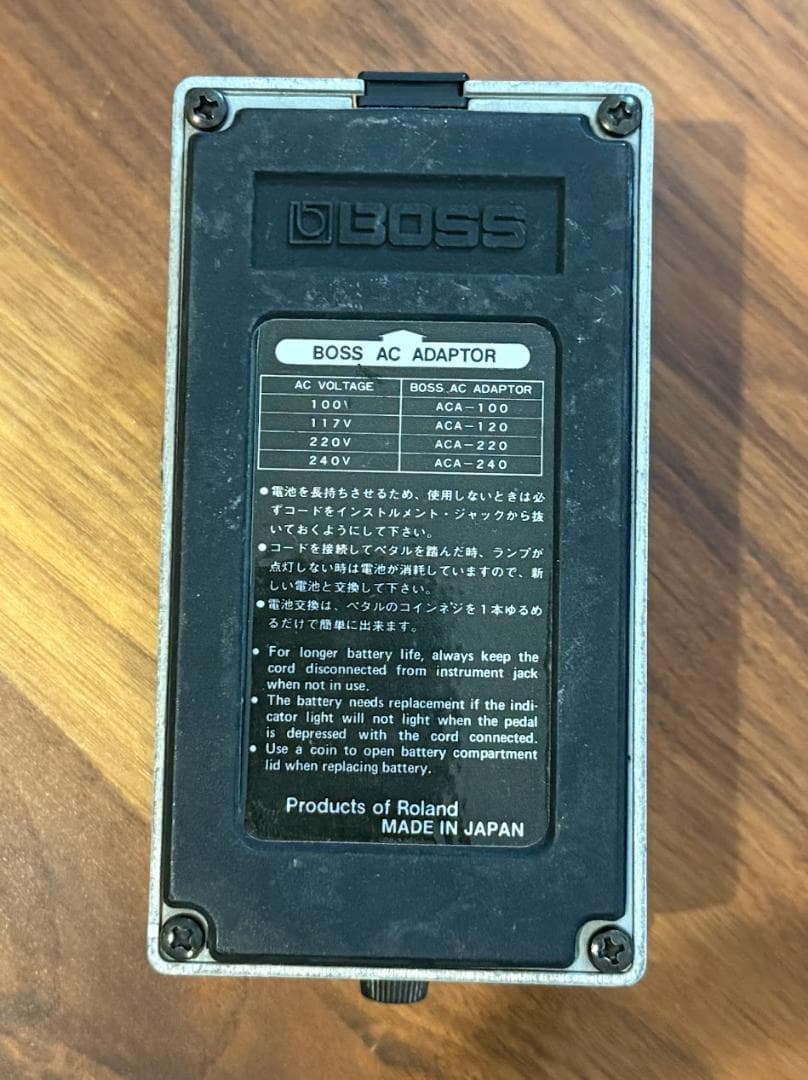 BOSS
BOSS AC ADAPTOR
AC VOLTAGE BOSS AC ADAPTOR
100V ACA-100
117V ACA-120
220V ACA-220
240V ACA-240
●電池を長持ちさせるため、使用しないときは必
ずコードをインストルメント・ジャックから抜
いておくようにして下さい。
●コードを接続してペタルを踏んだ時、ランプが
点灯しない時は電池が消耗していますので、新
しい電池と交換して下さい。
●電池交換は、ペタルのコインネジを1本ゆるめ
るだけで簡単に出来ます。
● For longer battery life, always keep the
cord disconnected from instrument jack
when not in use.
● The battery needs replacement if the indi-
cator light will not light when the pedal
is depressed with the cord connected.
● Use a coin to open battery compartment
lid when replacing battery.
Products of Roland
MADE IN JAPAN